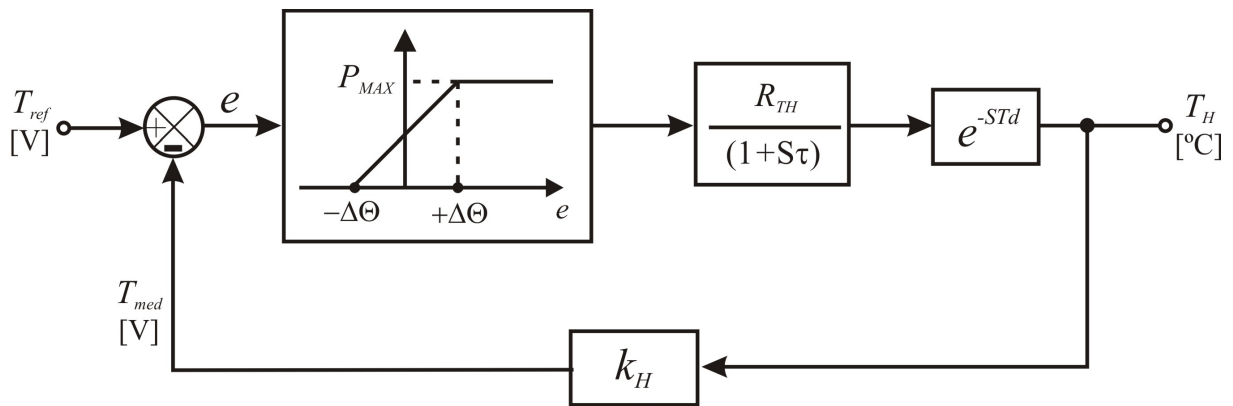 T_ref
[V]
+
e
P_MAX
−ΔΘ
+ΔΘ
e
R_TH
(1+Sτ)
e^-STd
T_H
[ºC]
T_med
[V]
k_H